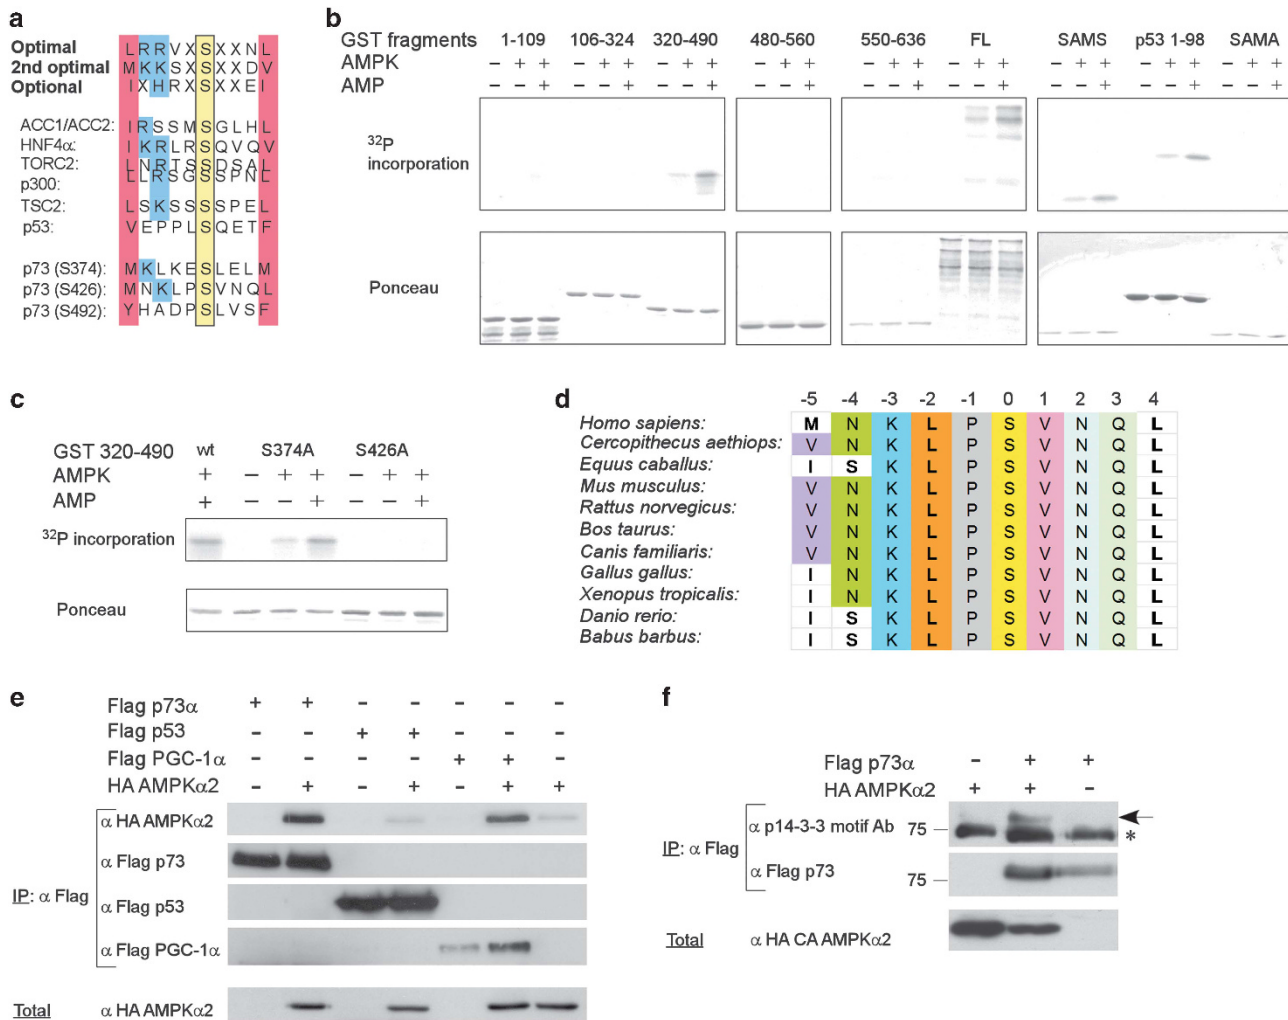 a
Optimal L R R V X S X X N L
2nd optimal M K K S X S X X D V
Optional I X H R X S X X E I
ACC1/ACC2: I R S S M S G L H L
HNF4α: I K R L R S Q V Q V
TORC2: L N R T S S D S A L
p300: L L R S G S S P N L
TSC2: L S K S S S S P E L
p53: V E P P L S Q E T F
p73 (S374): M K L K E S L E L M
p73 (S426): M N K L P S V N Q L
p73 (S492): Y H A D P S L V S F
b
GST fragments 1-109 106-324 320-490 480-560 550-636 FL SAMS p53 1-98 SAMA
AMPK – + + – + + – + + – + + – + + – + + – + + – + + – + +
AMP – – + – – + – – + – – + – – + – – + – – + – – + – – +
32P incorporation
Ponceau
c
GST 320-490 wt S374A S426A
AMPK + – + + – + +
AMP + – – + – – +
32P incorporation
Ponceau
d
-5 -4 -3 -2 -1 0 1 2 3 4
Homo sapiens: M N K L P S V N Q L
Cercopithecus aethiops: V N K L P S V N Q L
Equus caballus: I S K L P S V N Q L
Mus musculus: V N K L P S V N Q L
Rattus norvegicus: V N K L P S V N Q L
Bos taurus: V N K L P S V N Q L
Canis familiaris: V N K L P S V N Q L
Gallus gallus: I N K L P S V N Q L
Xenopus tropicalis: I N K L P S V N Q L
Danio rerio: I S K L P S V N Q L
Babus barbus: I S K L P S V N Q L
e
Flag p73α + + - - - - -
Flag p53 - - + + - - -
Flag PGC-1α - - - - + + -
HA AMPKα2 - + - + - + +
IP: α Flag
α HA AMPKα2
α Flag p73
α Flag p53
α Flag PGC-1α
Total α HA AMPKα2
f
Flag p73α - + +
HA AMPKα2 + + -
IP: α Flag
α p14-3-3 motif Ab 75 *
α Flag p73 75
Total α HA CA AMPKα2